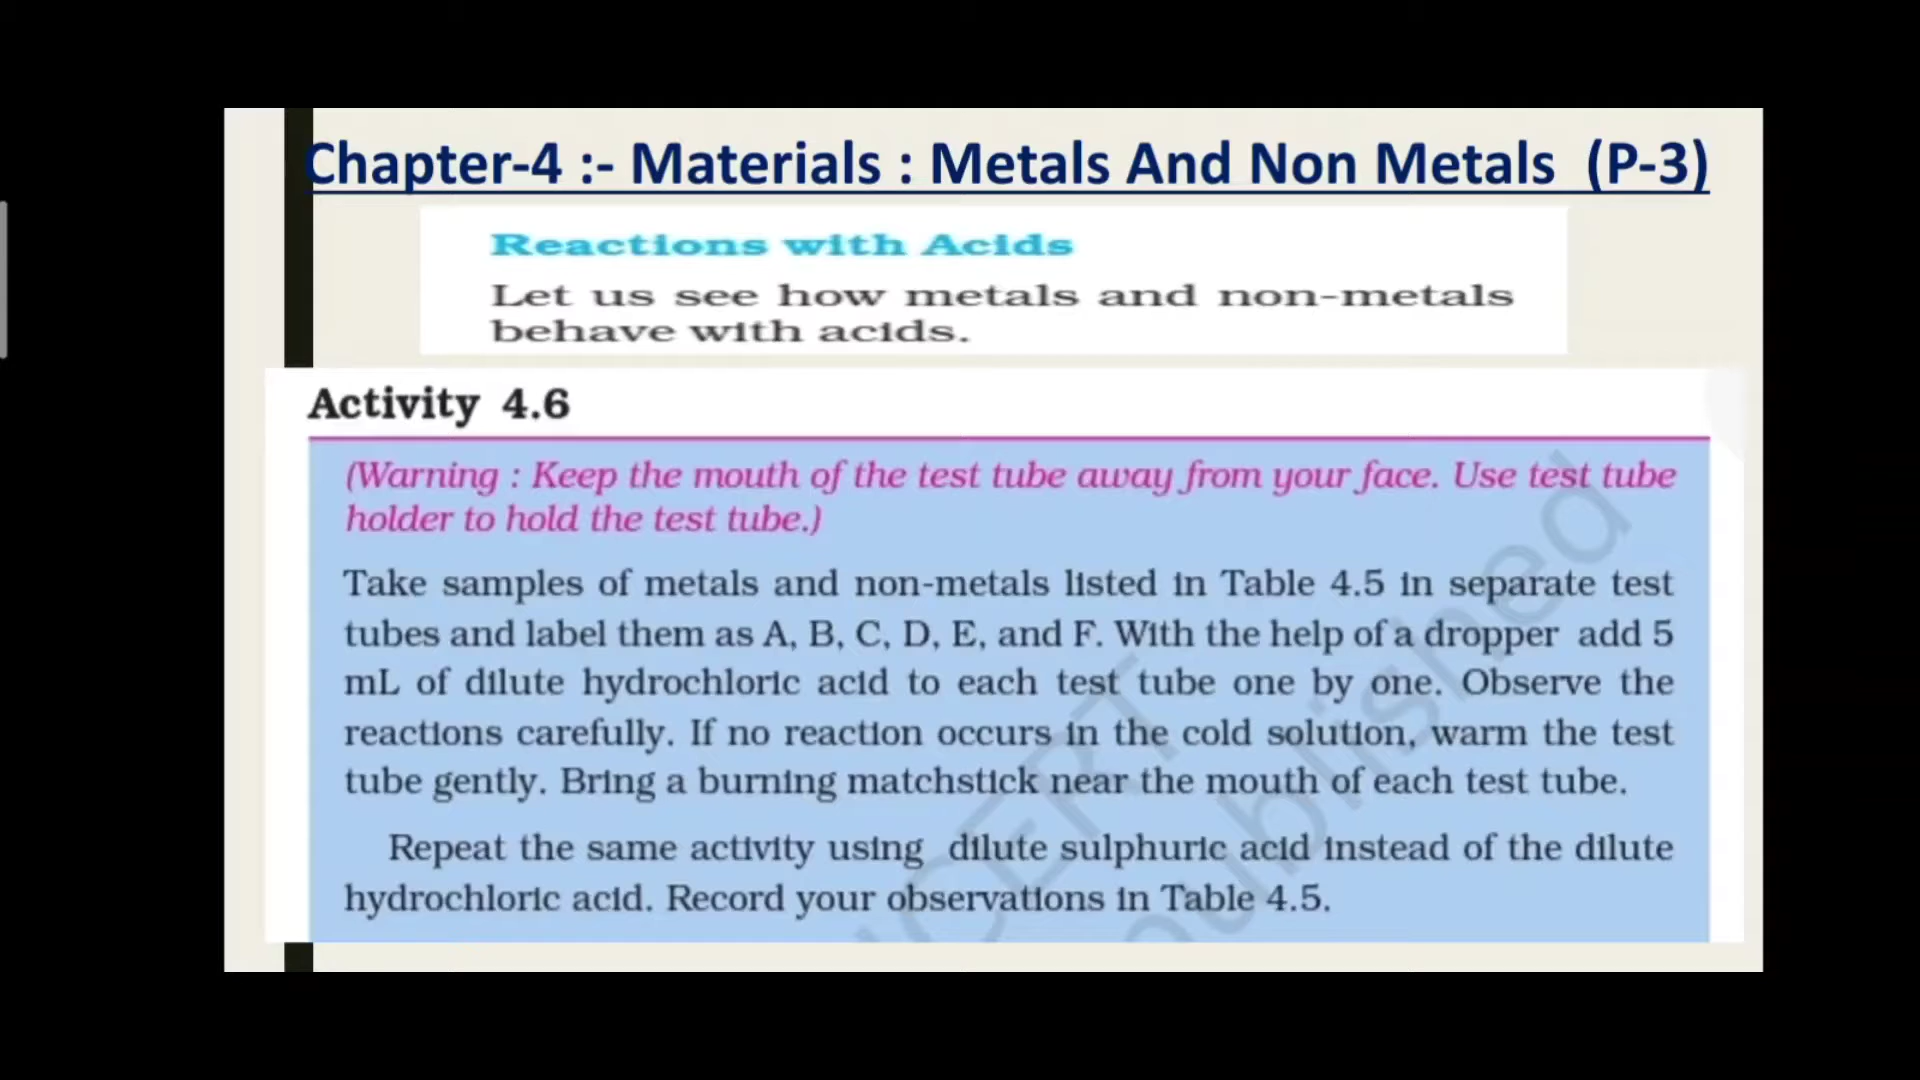 Chapter-4 :- Materials : Metals And Non Metals (P-3)
Reactions with Acids
Let us see how metals and non-metals
behave with acids.
Activity 4.6
(Warning : Keep the mouth of the test tube away from your face. Use test tube
holder to hold the test tube.)
Take samples of metals and non-metals listed in Table 4.5 in separate test
tubes and label them as A, B, C, D, E, and F. With the help of a dropper add 5
mL of dilute hydrochloric acid to each test tube one by one. Observe the
reactions carefully. If no reaction occurs in the cold solution, warm the test
tube gently. Bring a burning matchstick near the mouth of each test tube.
Repeat the same activity using dilute sulphuric acid instead of the dilute
hydrochloric acid. Record your observations in Table 4.5.
NCERT
published